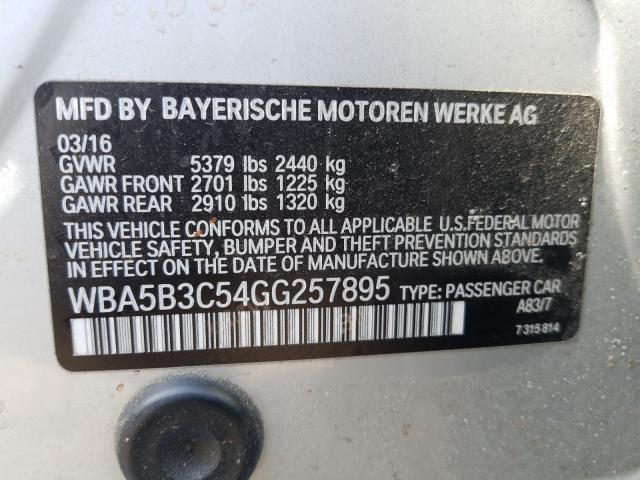 MFD BY BAYERISCHE MOTOREN WERKE AG
03/16
GVWR 5379 lbs 2440 kg
GAWR FRONT 2701 lbs 1225 kg
GAWR REAR 2910 lbs 1320 kg
THIS VEHICLE CONFORMS TO ALL APPLICABLE U.S.FEDERAL MOTOR
VEHICLE SAFETY, BUMPER AND THEFT PREVENTION STANDARDS
IN EFFECT ON THE DATE OF MANUFACTURE SHOWN ABOVE.
WBA5B3C54GG257895 TYPE: PASSENGER CAR
A83/7
7315814